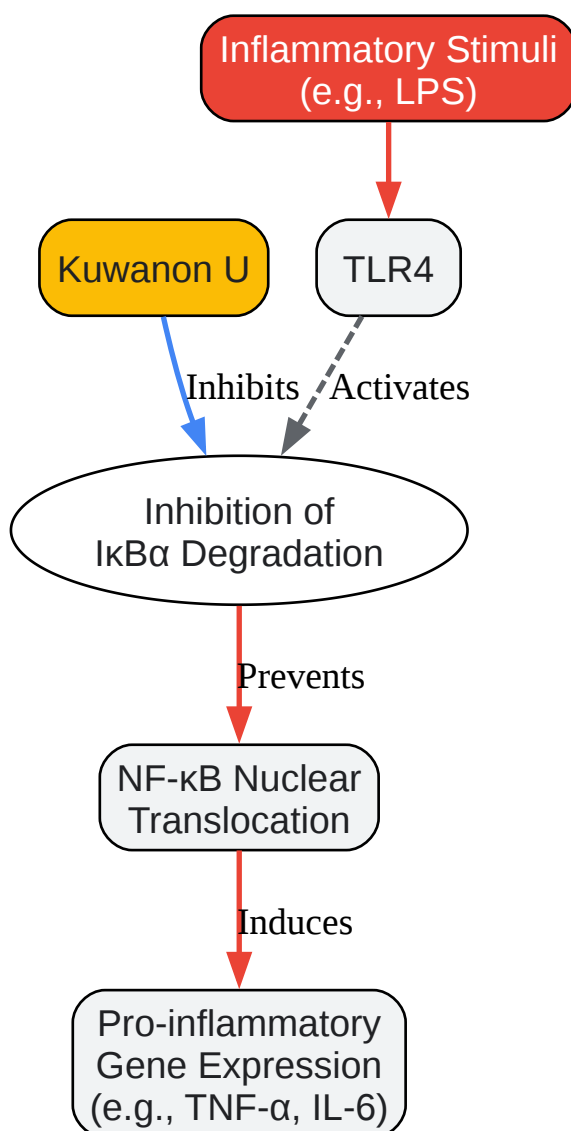 Inflammatory Stimuli
(e.g., LPS)
Kuwanon U
TLR4
Inhibits
Activates
Inhibition of
IκBα Degradation
Prevents
NF-κB Nuclear
Translocation
Induces
Pro-inflammatory
Gene Expression
(e.g., TNF-α, IL-6)